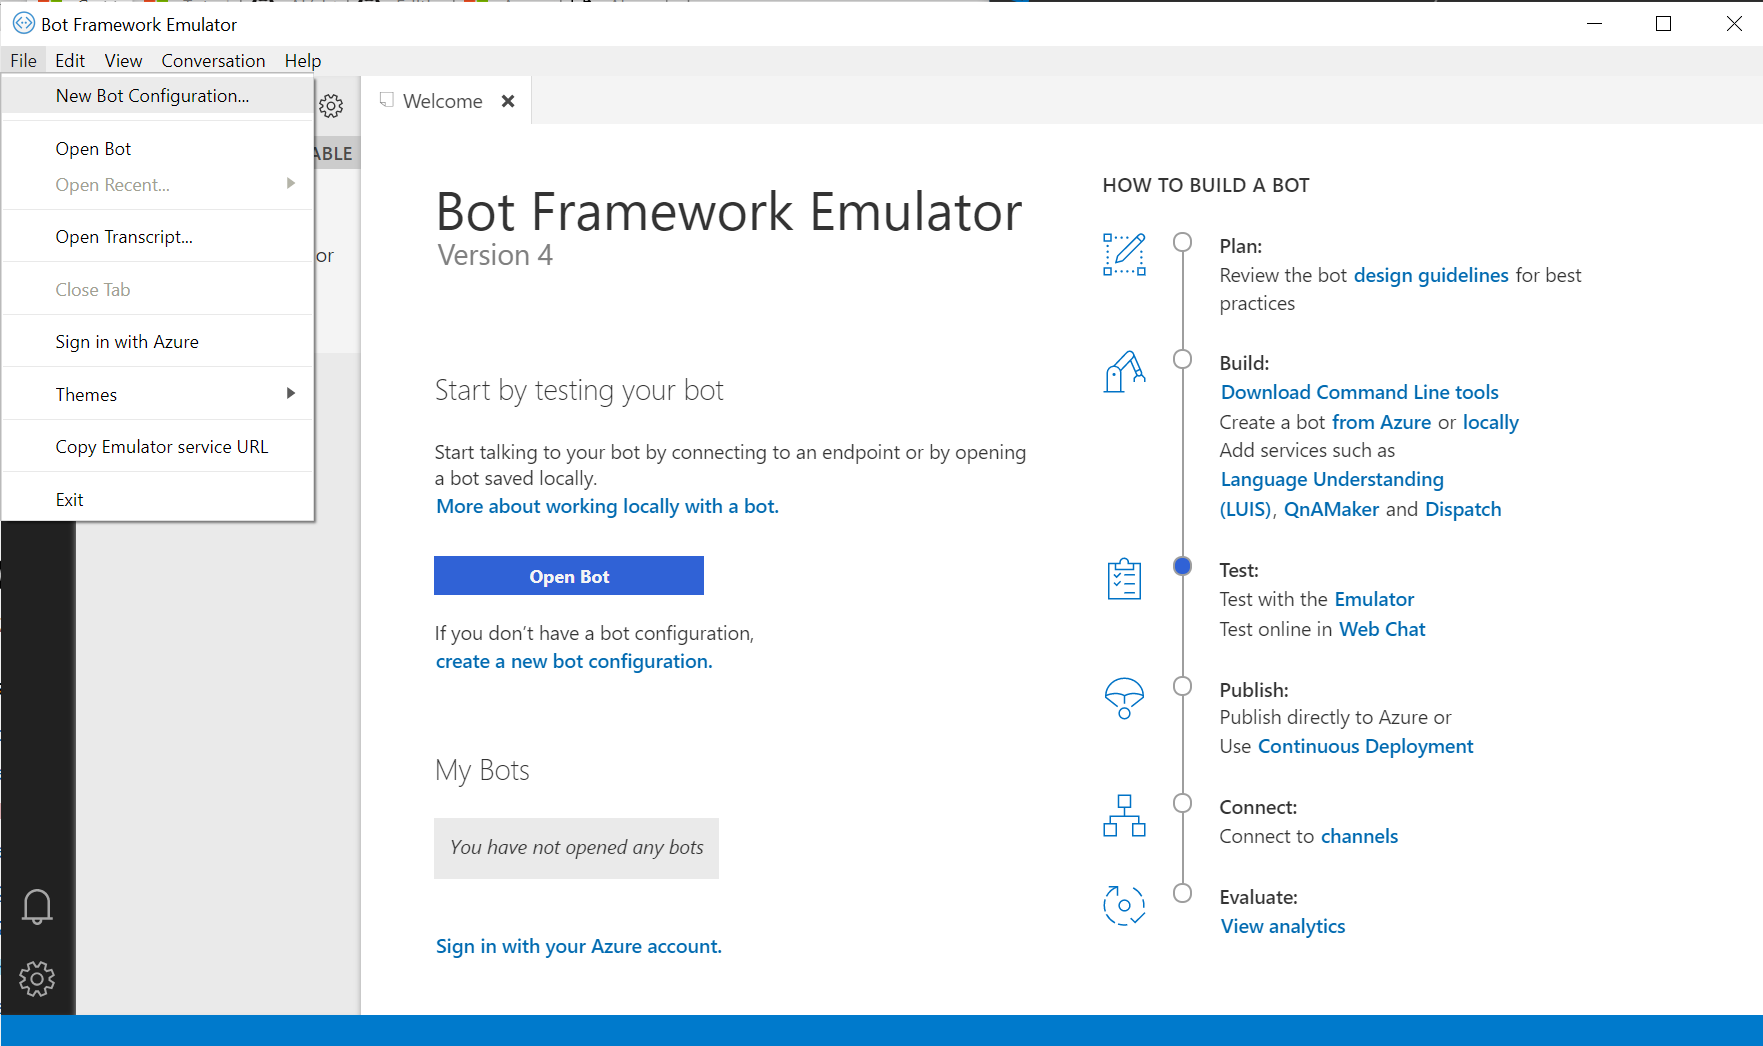 Bot Framework Emulator
File Edit View Conversation Help
New Bot Configuration...
Open Bot
Open Recent...
Open Transcript...
Close Tab
Sign in with Azure
Themes
Copy Emulator service URL
Exit
ABLE
or
Welcome
Bot Framework Emulator
Version 4
Start by testing your bot
Start talking to your bot by connecting to an endpoint or by opening
a bot saved locally.
More about working locally with a bot.
Open Bot
If you don’t have a bot configuration,
create a new bot configuration.
My Bots
You have not opened any bots
Sign in with your Azure account.
HOW TO BUILD A BOT
Plan:
Review the bot design guidelines for best
practices
Build:
Download Command Line tools
Create a bot from Azure or locally
Add services such as
Language Understanding
(LUIS), QnAMaker and Dispatch
Test:
Test with the Emulator
Test online in Web Chat
Publish:
Publish directly to Azure or
Use Continuous Deployment
Connect:
Connect to channels
Evaluate:
View analytics